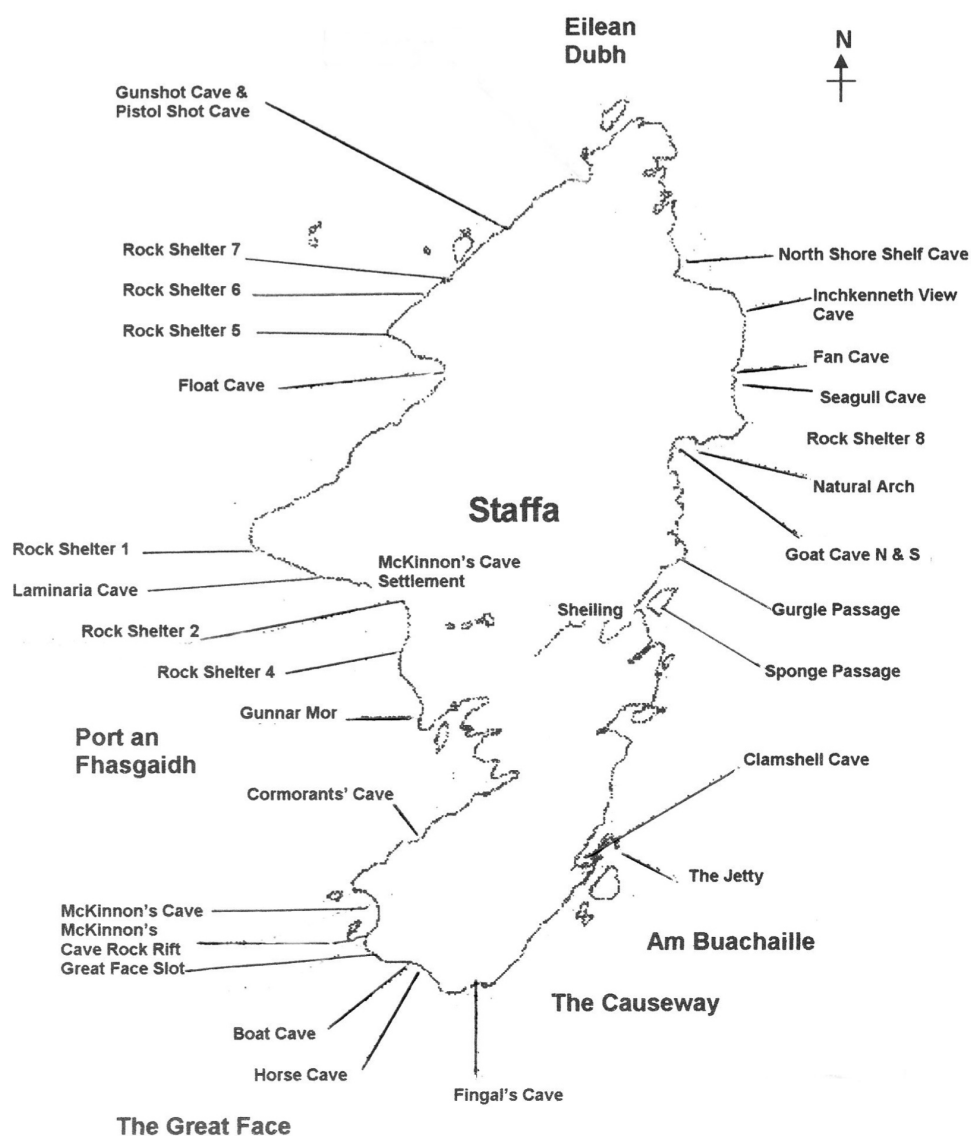 Eilean
Dubh
N
Gunshot Cave &
Pistol Shot Cave
Rock Shelter 7
North Shore Shelf Cave
Rock Shelter 6
Inchkenneth View
Cave
Rock Shelter 5
Fan Cave
Float Cave
Seagull Cave
Rock Shelter 8
Natural Arch
Staffa
Rock Shelter 1
Goat Cave N & S
McKinnon's Cave
Settlement
Laminaria Cave
Sheiling
Gurgle Passage
Rock Shelter 2
Rock Shelter 4
Sponge Passage
Gunnar Mor
Port an
Fhasgaidh
Clamshell Cave
Cormorants' Cave
The Jetty
McKinnon's Cave
McKinnon's
Cave Rock Rift
Great Face Slot
Am Buachaille
The Causeway
Boat Cave
Horse Cave
Fingal's Cave
The Great Face